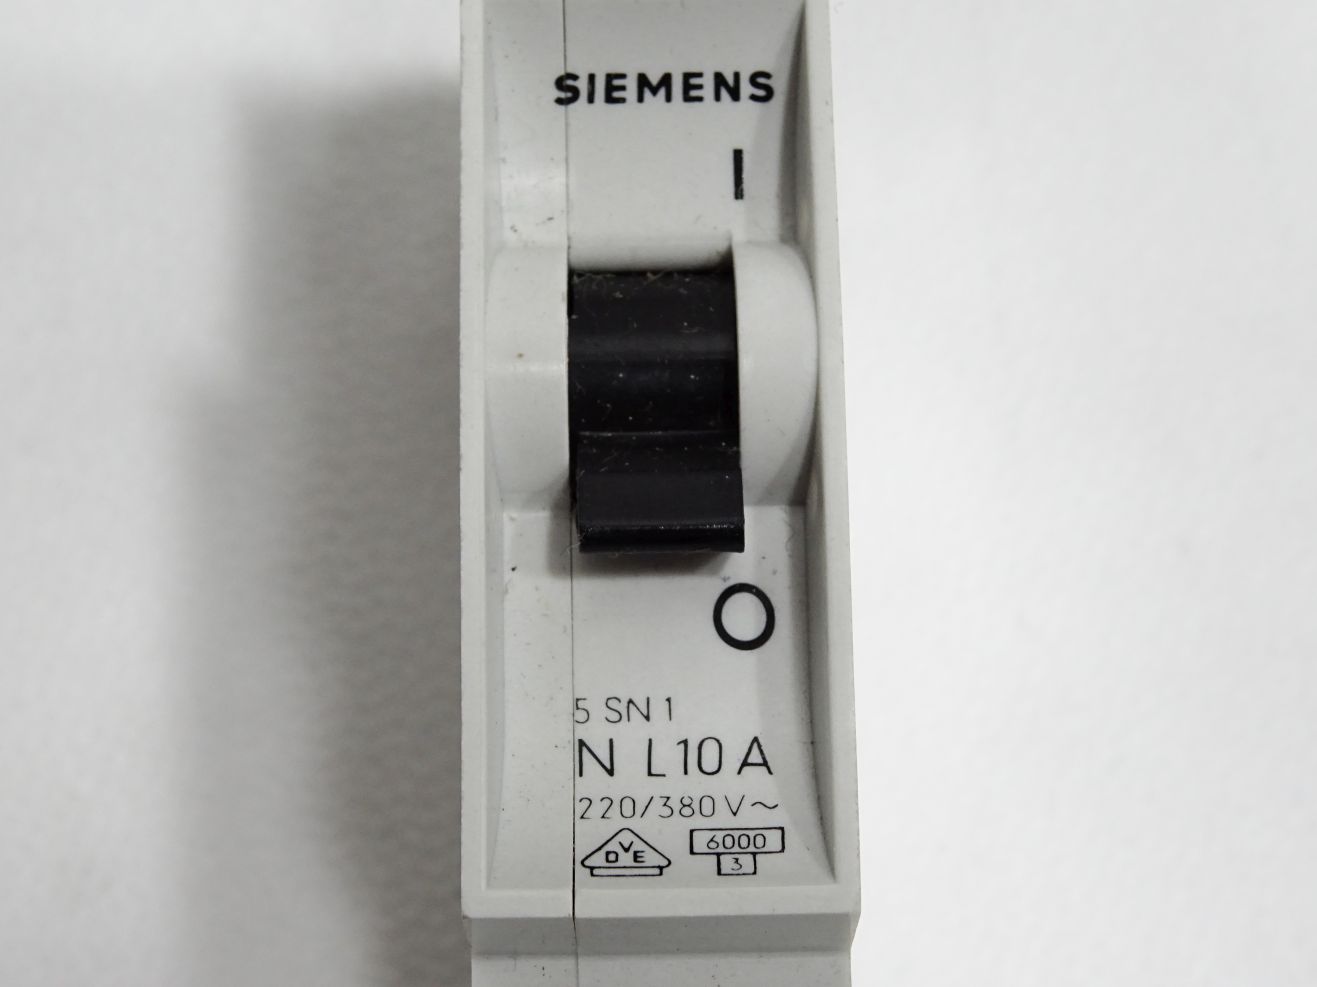 SIEMENS
I
O
5 SN 1
N L10 A
220/380 V~
DVE 6000
3